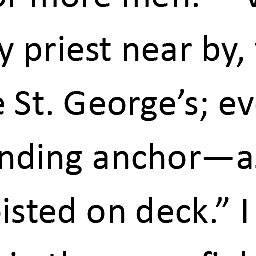 or more men." 
y priest near by,
e St. George’s; ev
nding anchor—a
isted on deck.” I